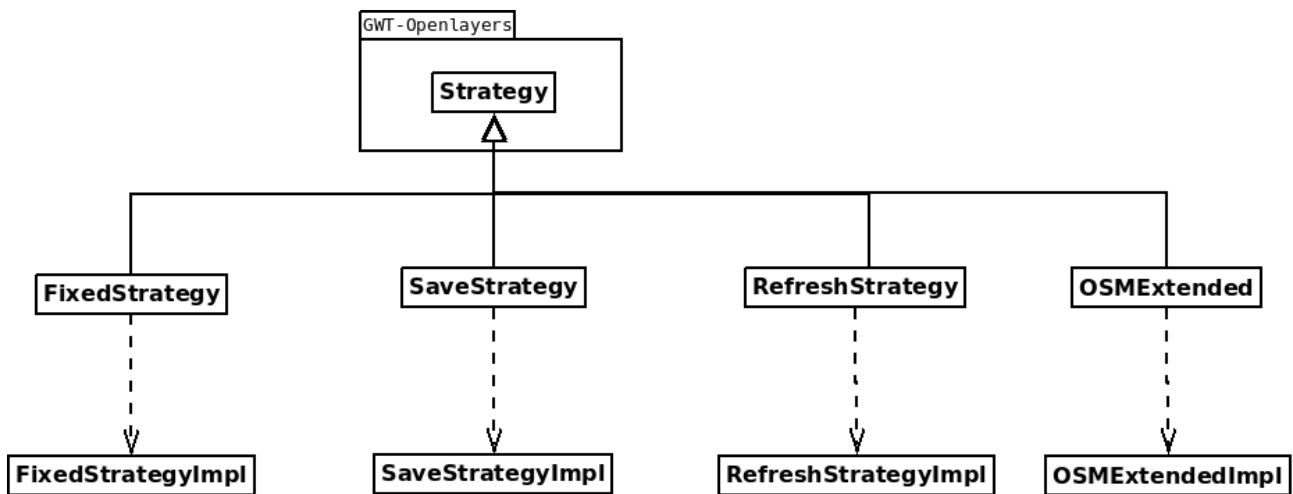 GWT-Openlayers
Strategy
FixedStrategy
SaveStrategy
RefreshStrategy
OSMExtended
FixedStrategyImpl
SaveStrategyImpl
RefreshStrategyImpl
OSMExtendedImpl